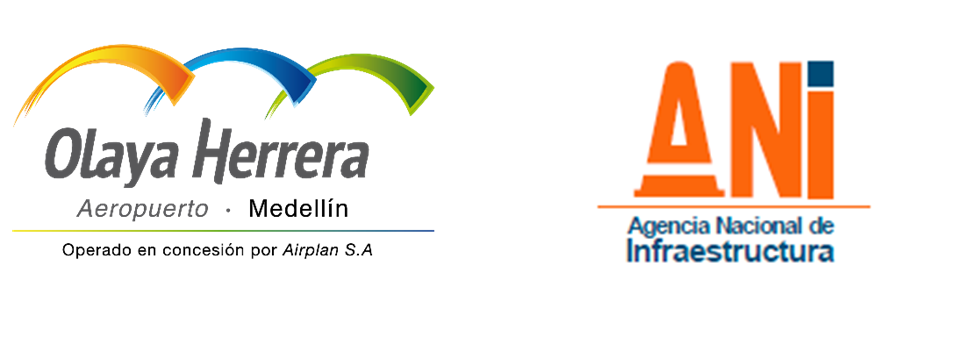 Olaya Herrera
Aeropuerto · Medellín
Operado en concesión por Airplan S.A
ANi
Agencia Nacional de
Infraestructura